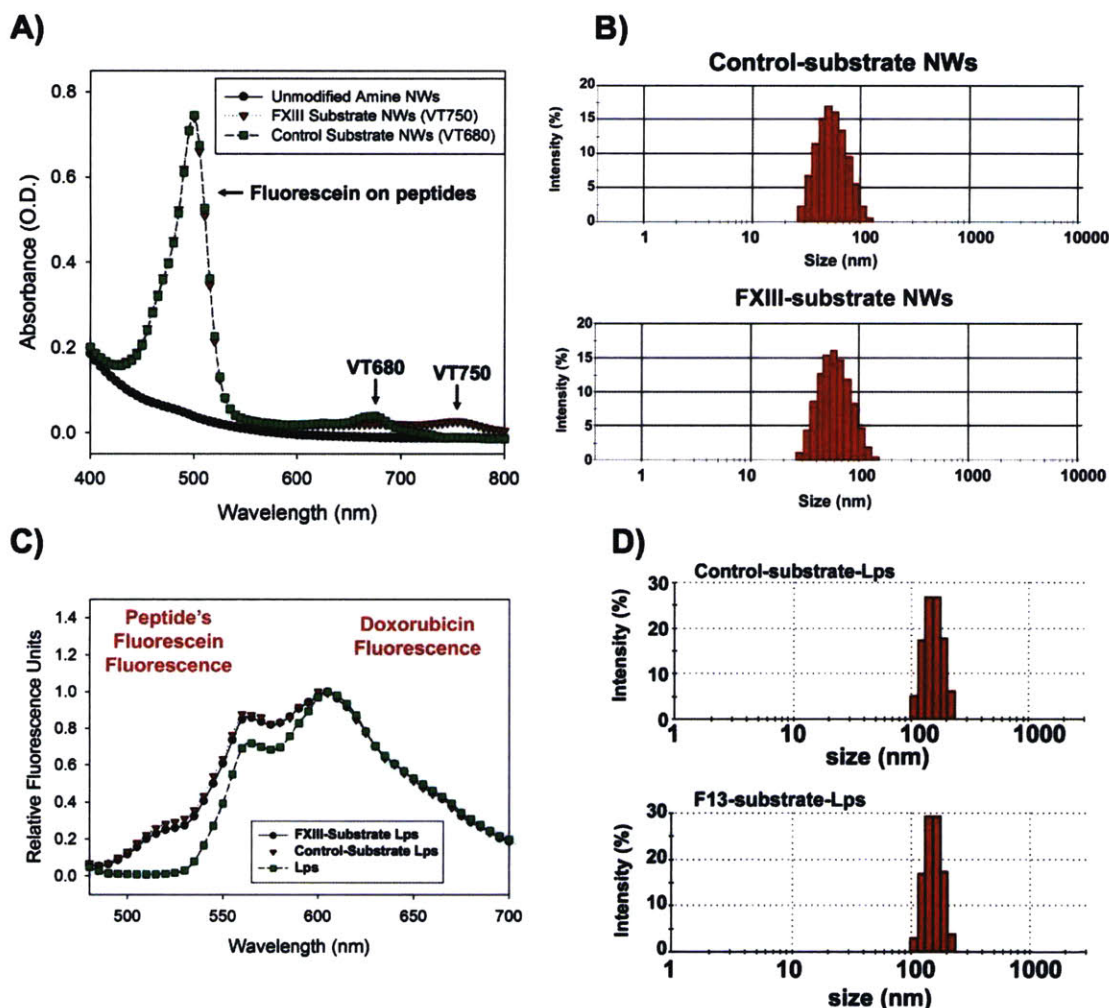 A)
0.8
0.6
0.4
0.2
0.0
Absorbance (O.D.)
Unmodified Amine NWs
FXIII Substrate NWs (VT750)
Control Substrate NWs (VT680)
Fluorescein on peptides
VT680
VT750
400 500 600 700 800
Wavelength (nm)
B)
Control-substrate NWs
20
15
10
5
0
Intensity (%)
1 10 100 1000 10000
Size (nm)
FXIII-substrate NWs
20
15
10
5
0
Intensity (%)
1 10 100 1000 10000
Size (nm)
C)
1.4
1.2
1.0
0.8
0.6
0.4
0.2
0.0
Relative Fluorescence Units
Peptide's
Fluorescein
Fluorescence
Doxorubicin
Fluorescence
FXIII-Substrate Lps
Control-Substrate Lps
Lps
500 550 600 650 700
Wavelength (nm)
D)
Control-substrate-Lps
30
20
10
0
Intensity (%)
1 10 100 1000
size (nm)
F13-substrate-Lps
30
20
10
0
Intensity (%)
1 10 100 1000
size (nm)